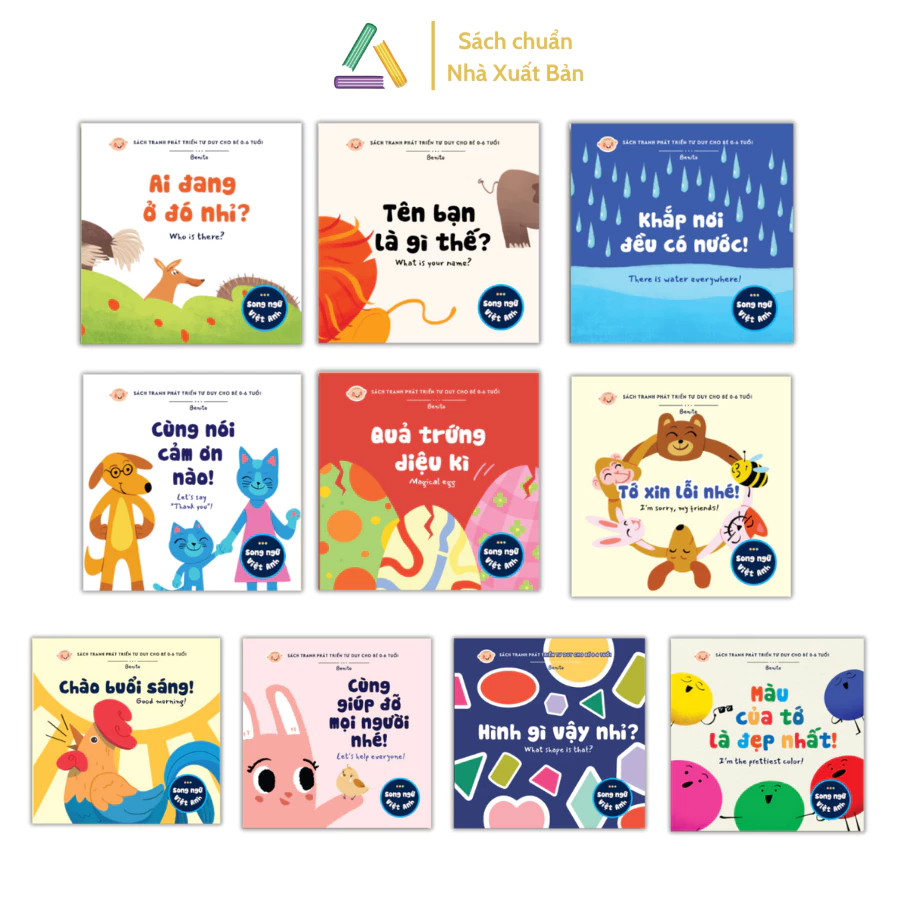 Sách chuẩn
Nhà Xuất Bản
SÁCH TRANH PHÁT TRIỂN TƯ DUY CHO BÉ 0-6 TUỔI
Benito
Ai đang
ở đó nhỉ?
Who is there?
Song ngữ
Việt Anh
SÁCH TRANH PHÁT TRIỂN TƯ DUY CHO BÉ 0-6 TUỔI
Benito
Tên bạn
là gì thế?
What is your name?
Song ngữ
Việt Anh
SÁCH TRANH PHÁT TRIỂN TƯ DUY CHO BÉ 0-6 TUỔI
Benito
Khắp nơi
đều có nước!
There is water everywhere!
Song ngữ
Việt Anh
SÁCH TRANH PHÁT TRIỂN TƯ DUY CHO BÉ 0-6 TUỔI
Benito
Cùng nói
cảm ơn
nào!
Let's say
"Thank you"!
Song ngữ
Việt Anh
SÁCH TRANH PHÁT TRIỂN TƯ DUY CHO BÉ 0-6 TUỔI
Benito
Quả trứng
diệu kì
Magical egg
Song ngữ
Việt Anh
SÁCH TRANH PHÁT TRIỂN TƯ DUY CHO BÉ 0-6 TUỔI
Benito
Tớ xin lỗi nhé!
I'm sorry, my friends!
Song ngữ
Việt Anh
SÁCH TRANH PHÁT TRIỂN TƯ DUY CHO BÉ 0-6 TUỔI
Benito
Chào buổi sáng!
Good morning!
Song ngữ
Việt Anh
SÁCH TRANH PHÁT TRIỂN TƯ DUY CHO BÉ 0-6 TUỔI
Benito
Cùng
giúp đỡ
mọi người
nhé!
Let's help everyone!
Song ngữ
Việt Anh
SÁCH TRANH PHÁT TRIỂN TƯ DUY CHO BÉ 0-6 TUỔI
Benito
Hình gì vậy nhỉ?
What shape is that?
Song ngữ
Việt Anh
SÁCH TRANH PHÁT TRIỂN TƯ DUY CHO BÉ 0-6 TUỔI
Benito
Màu
của tớ
là đẹp nhất!
I'm the prettiest color!
Song ngữ
Việt Anh